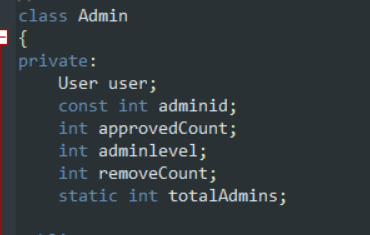 class Admin
{
private:
User user;
const int adminid;
int approvedCount;
int adminlevel;
int removeCount;
static int totalAdmins;